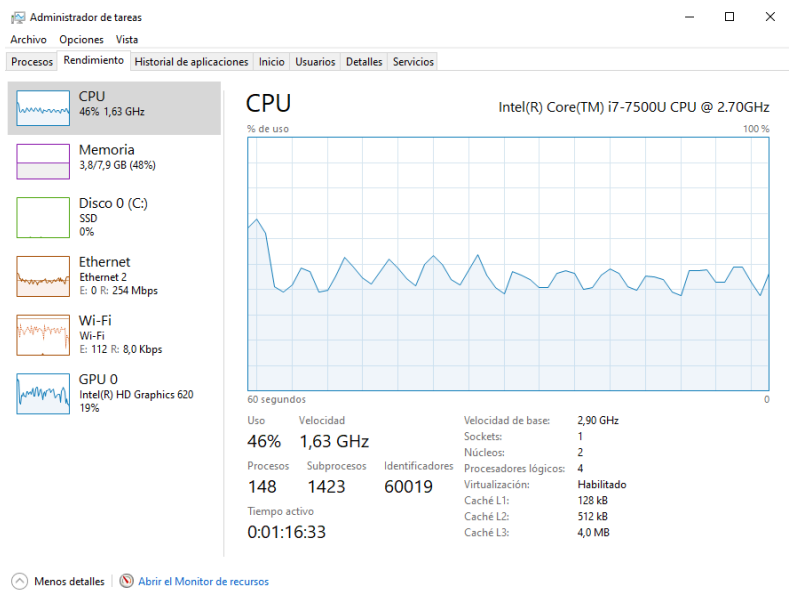 Administrador de tareas
Archivo Opciones Vista
Procesos Rendimiento Historial de aplicaciones Inicio Usuarios Detalles Servicios
CPU
46% 1,63 GHz
Memoria
3,8/7,9 GB (48%)
Disco 0 (C:)
SSD
0%
Ethernet
Ethernet 2
E: 0 R: 254 Mbps
Wi-Fi
Wi-Fi
E: 112 R: 8,0 Kbps
GPU 0
Intel(R) HD Graphics 620
19%
CPU Intel(R) Core(TM) i7-7500U CPU @ 2.70GHz
% de uso 100 %
60 segundos 0
Uso Velocidad
46% 1,63 GHz
Procesos Subprocesos Identificadores
148 1423 60019
Tiempo activo
0:01:16:33
Velocidad de base: 2,90 GHz
Sockets: 1
Núcleos: 2
Procesadores lógicos: 4
Virtualización: Habilitado
Caché L1: 128 kB
Caché L2: 512 kB
Caché L3: 4,0 MB
Menos detalles Abrir el Monitor de recursos